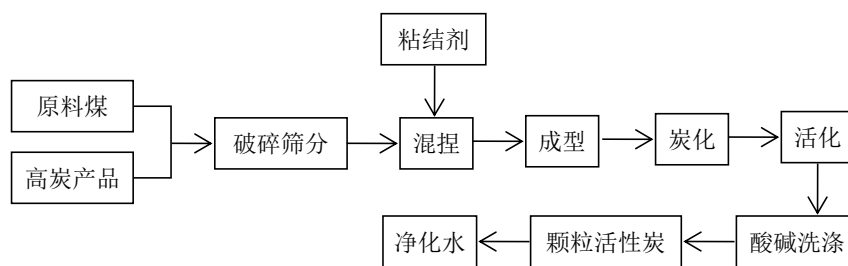 粘结剂
原料煤
高炭产品
破碎筛分
混捏
成型
炭化
活化
净化水
颗粒活性炭
酸碱洗涤